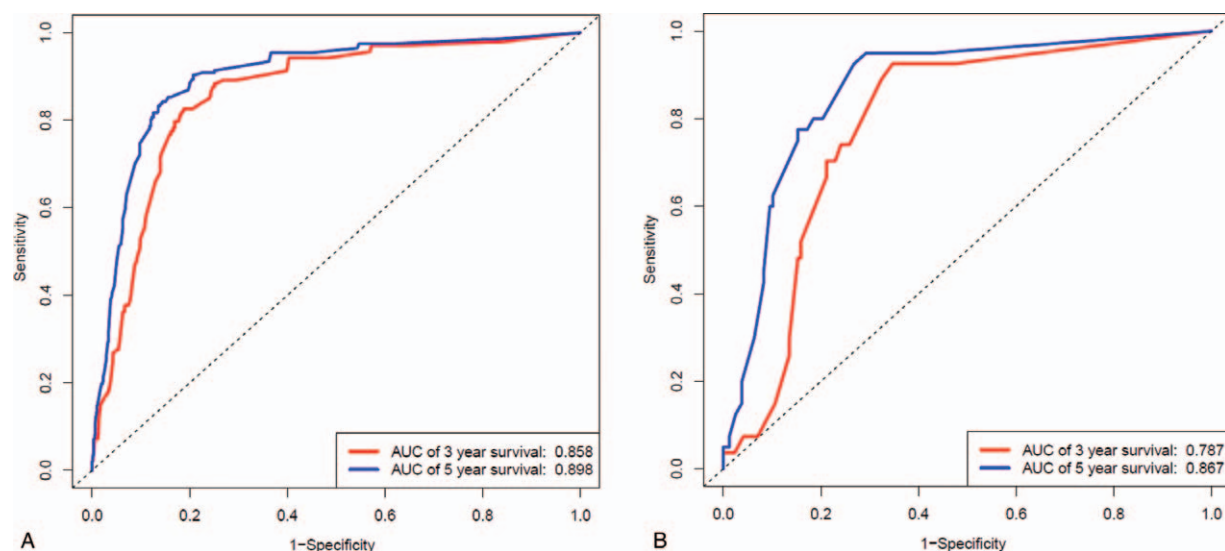 1.0
0.8
0.6
0.4
0.2
0.0
Sensitivity
AUC of 3 year survival: 0.858
AUC of 5 year survival: 0.898
0.0 0.2 0.4 0.6 0.8 1.0
1−Specificity
A
1.0
0.8
0.6
0.4
0.2
0.0
Sensitivity
AUC of 3 year survival: 0.787
AUC of 5 year survival: 0.867
0.0 0.2 0.4 0.6 0.8 1.0
1−Specificity
B